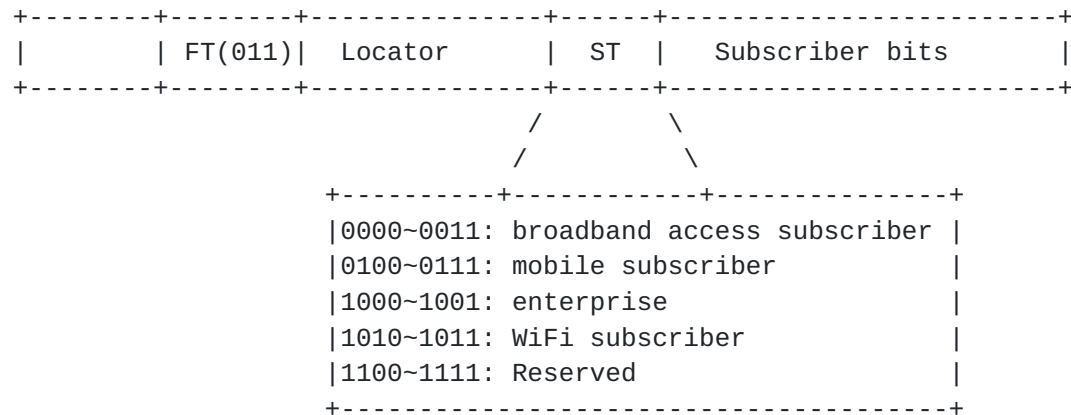 +--------+--------+---------------+------+-------------------------+
|        | FT(011)|  Locator      |  ST  |   Subscriber bits       |
+--------+--------+---------------+------+-------------------------+
                                 /        \
                                /          \
                    +----------+------------+---------------+
                    |0000~0011: broadband access subscriber |
                    |0100~0111: mobile subscriber           |
                    |1000~1001: enterprise                  |
                    |1010~1011: WiFi subscriber             |
                    |1100~1111: Reserved                    |
                    +---------------------------------------+